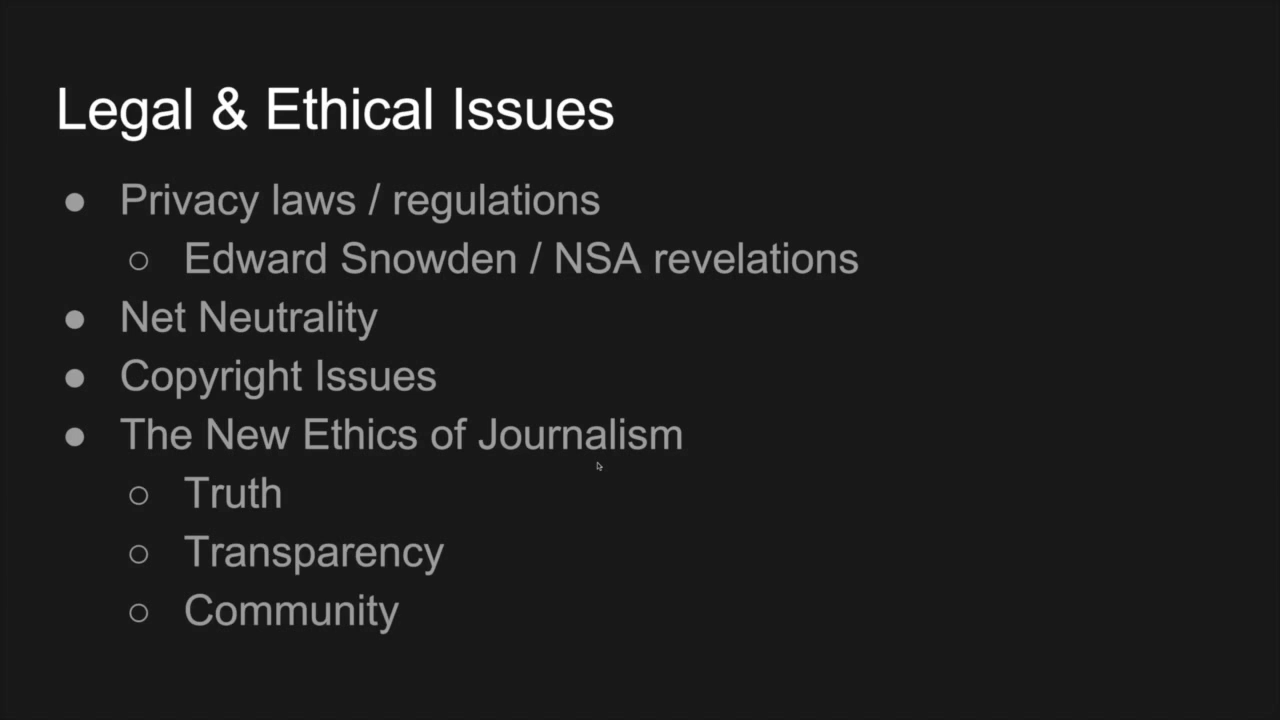 Legal & Ethical Issues
● Privacy laws / regulations
○ Edward Snowden / NSA revelations
● Net Neutrality
● Copyright Issues
● The New Ethics of Journalism
○ Truth
○ Transparency
○ Community